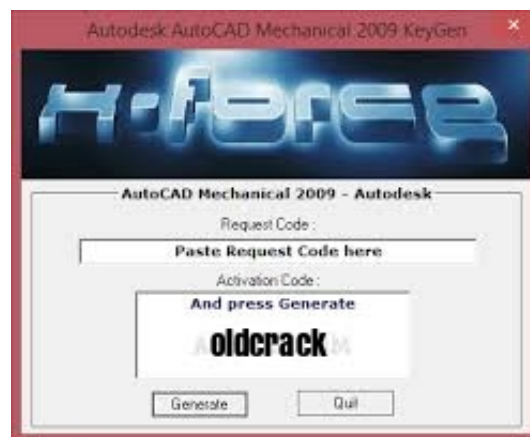 Autodesk AutoCAD Mechanical 2009 KeyGen
X-FORCE
AutoCAD Mechanical 2009 - Autodesk
Request Code :
Paste Request Code here
Activation Code :
And press Generate
oldcrack
Generate
Quit